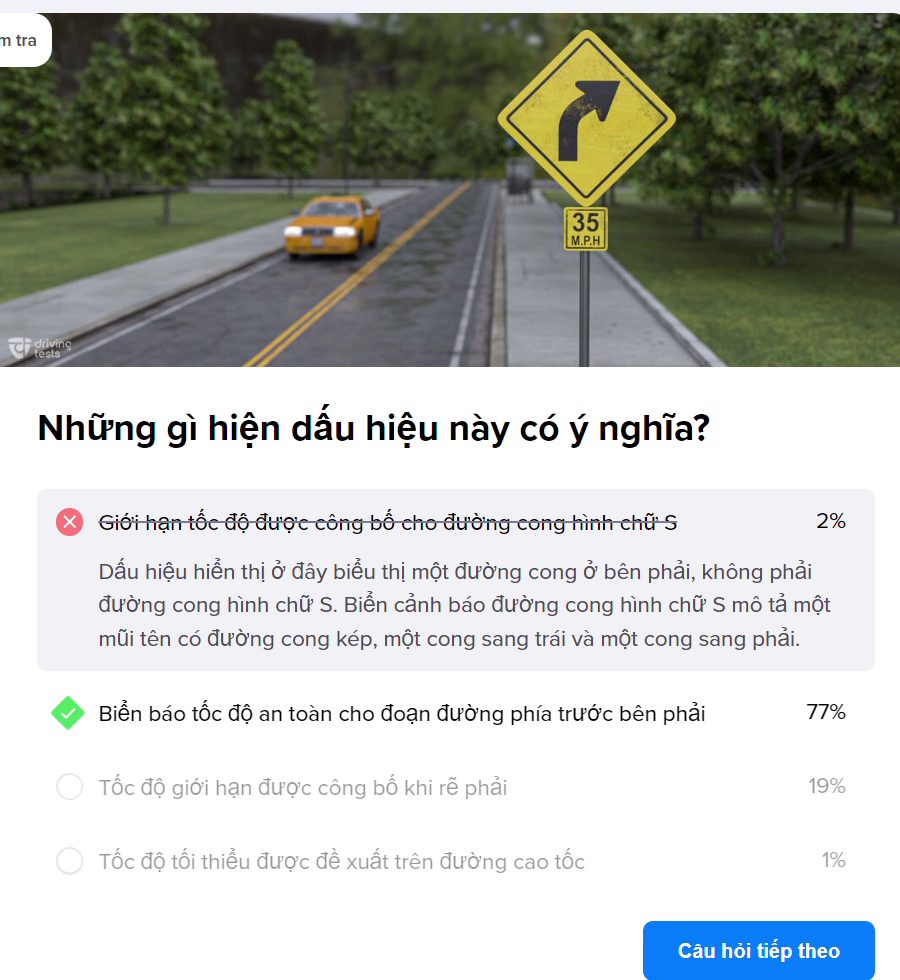 m tra
35
M.P.H
driving
tests
Những gì hiện dấu hiệu này có ý nghĩa?
Giới hạn tốc độ được công bố cho đường cong hình chữ S
2%
Dấu hiệu hiển thị ở đây biểu thị một đường cong ở bên phải, không phải
đường cong hình chữ S. Biển cảnh báo đường cong hình chữ S mô tả một
mũi tên có đường cong kép, một cong sang trái và một cong sang phải.
Biển báo tốc độ an toàn cho đoạn đường phía trước bên phải
77%
Tốc độ giới hạn được công bố khi rẽ phải
19%
Tốc độ tối thiểu được đề xuất trên đường cao tốc
1%
Câu hỏi tiếp theo